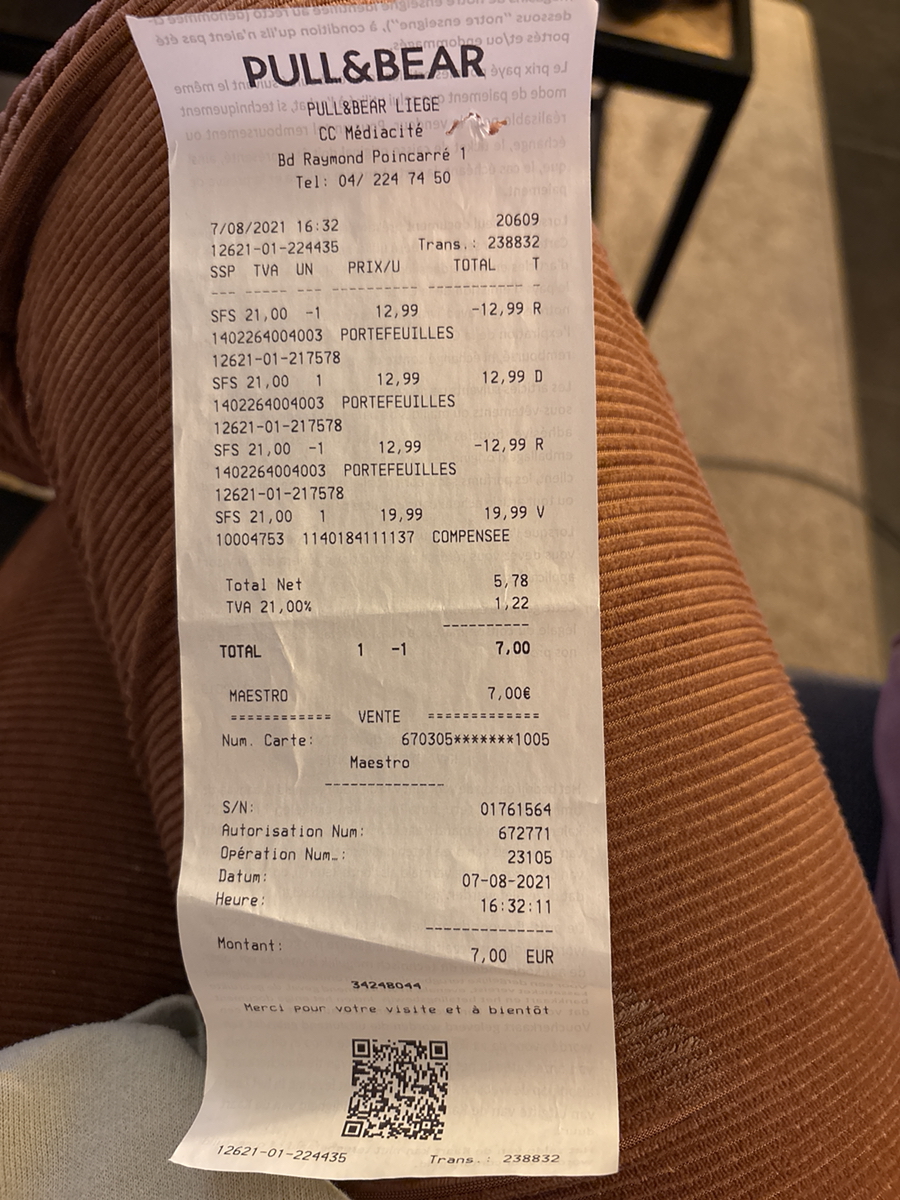 PULL&BEAR
PULL&BEAR LIEGE
CC Médiacité
Bd Raymond Poincarré 1
Tel: 04/ 224 74 50
7/08/2021 16:32 20609
12621-01-224435 Trans.: 238832
SSP TVA UN PRIX/U TOTAL T
--- ----- -- ---------- ----------- -
SFS 21,00 -1 12,99 -12,99 R
1402264004003 PORTEFEUILLES
12621-01-217578
SFS 21,00 1 12,99 12,99 D
1402264004003 PORTEFEUILLES
12621-01-217578
SFS 21,00 -1 12,99 -12,99 R
1402264004003 PORTEFEUILLES
12621-01-217578
SFS 21,00 1 19,99 19,99 V
10004753 1140184111137 COMPENSEE
Total Net 5,78
TVA 21,00% 1,22
----------
TOTAL 1 -1 7,00
MAESTRO 7,00€
============ VENTE =============
Num. Carte: 670305*******1005
Maestro
--------------
S/N: 01761564
Autorisation Num: 672771
Opération Num.: 23105
Datum: 07-08-2021
Heure: 16:32:11
---------------
Montant: 7,00 EUR
34248044
Merci pour votre visite et à bientôt
12621-01-224435 Trans.: 238832